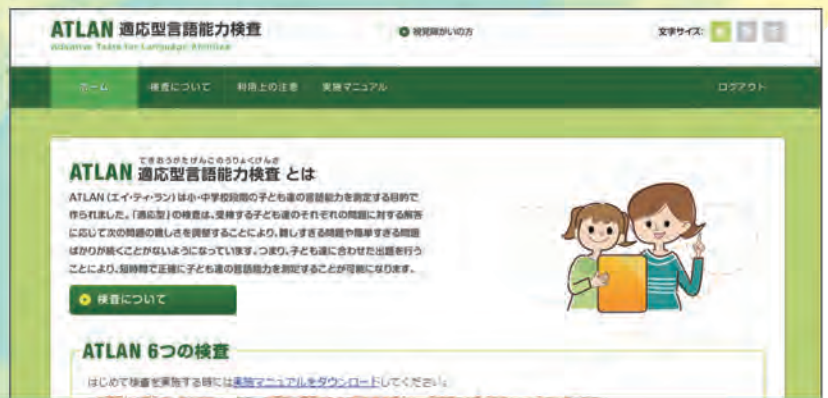 ATLAN 適応型言語能力検査
Adaptive Tests for Language Abilities
視覚障がいの方
文字サイズ:
ホーム 検査について 利用上の注意 実施マニュアル ログアウト
てきおうがたげんごのうりょくけんさ
ATLAN 適応型言語能力検査 とは
ATLAN（エイ・ティ・ラン）は小・中学校段階の子ども達の言語能力を測定する目的で
作られました。「適応型」の検査は、受検する子ども達のそれぞれの問題に対する解答
に応じて次の問題の難しさを調整することにより、難しすぎる問題や簡単すぎる問題
ばかりが続くことがないようになっています。つまり、子ども達に合わせた出題を行う
ことにより、短時間で正確に子ども達の言語能力を測定することが可能になります。
検査について
ATLAN 6つの検査
はじめて検査を実施する時には実施マニュアルをダウンロードしてください。